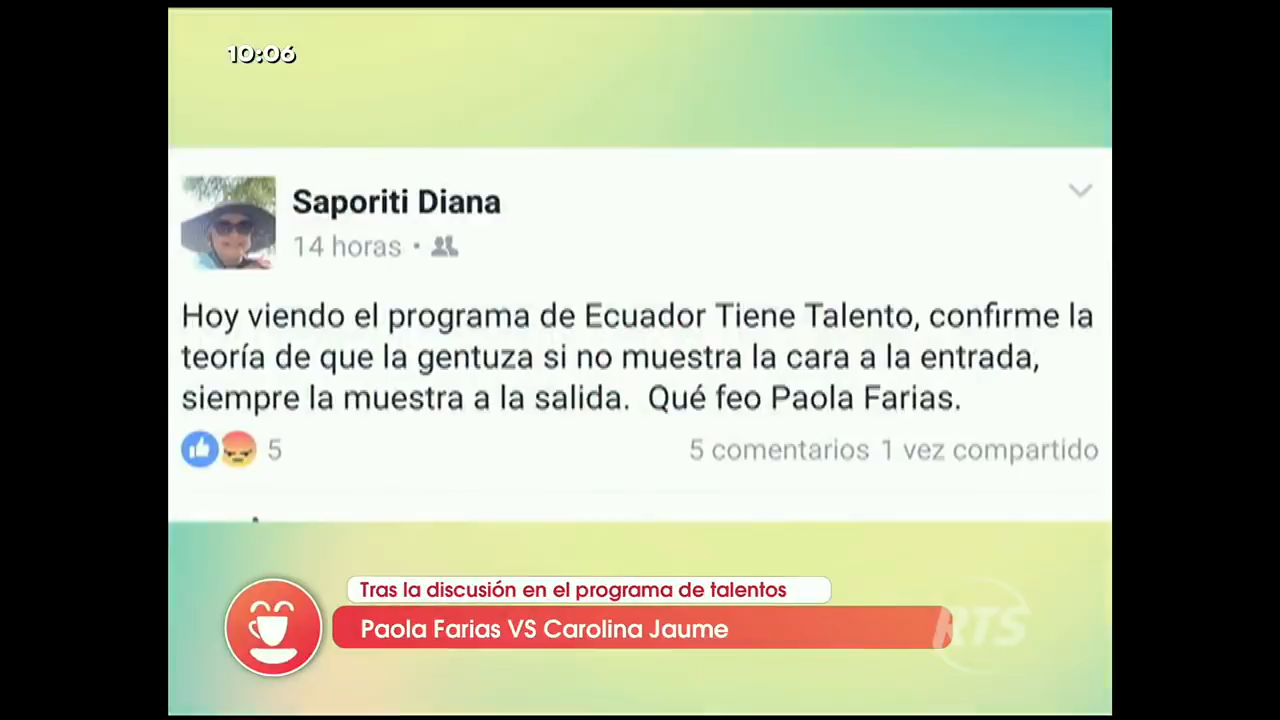 10:06
Saporiti Diana
14 horas •
Hoy viendo el programa de Ecuador Tiene Talento, confirme la
teoría de que la gentuza si no muestra la cara a la entrada,
siempre la muestra a la salida. Qué feo Paola Farias.
5
5 comentarios 1 vez compartido
Tras la discusión en el programa de talentos
Paola Farias VS Carolina Jaume
RTS